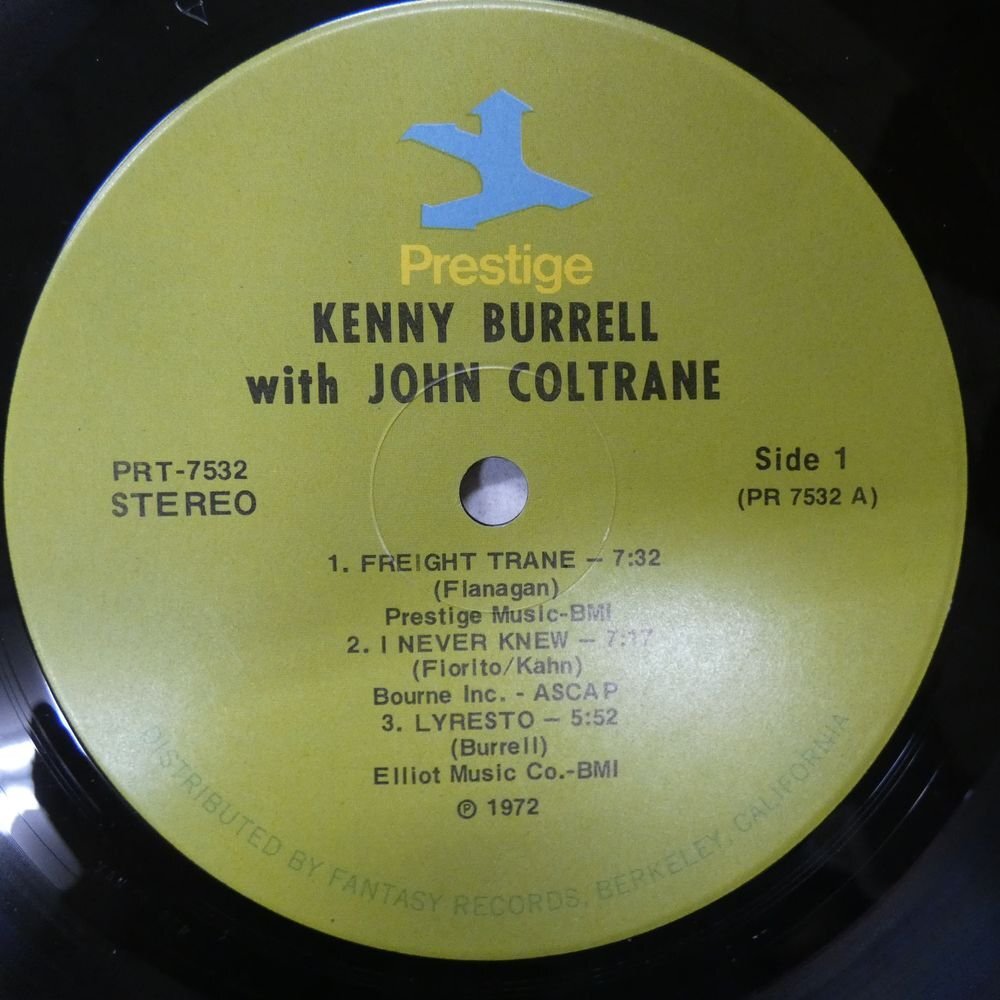 Prestige
KENNY BURRELL
with JOHN COLTRANE
PRT-7532
STEREO
Side 1
(PR 7532 A)
1. FREIGHT TRANE – 7:32
(Flanagan)
Prestige Music-BMI
2. I NEVER KNEW – 7:17
(Fiorito/Kahn)
Bourne Inc. - ASCAP
3. LYRESTO – 5:52
(Burrell)
Elliot Music Co.-BMI
℗ 1972
DISTRIBUTED BY FANTASY RECORDS, BERKELEY, CALIFORNIA